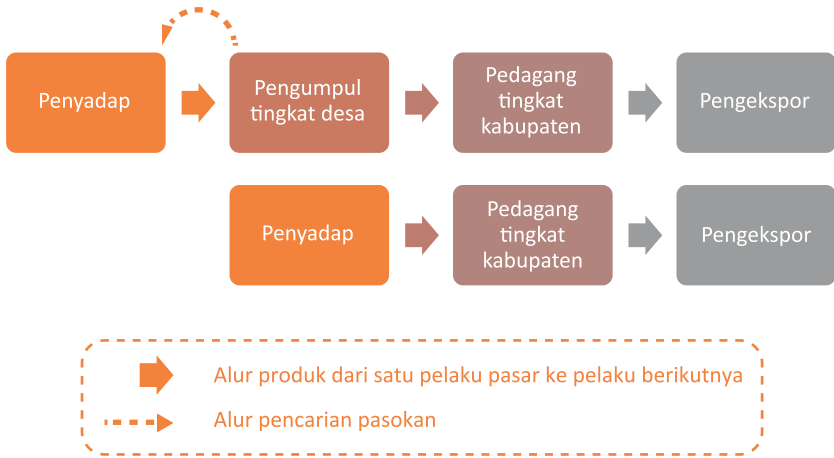 Penyadap
Pengumpul
tingkat desa
Pedagang
tingkat
kabupaten
Pengekspor
Penyadap
Pedagang
tingkat
kabupaten
Pengekspor
Alur produk dari satu pelaku pasar ke pelaku berikutnya
Alur pencarian pasokan